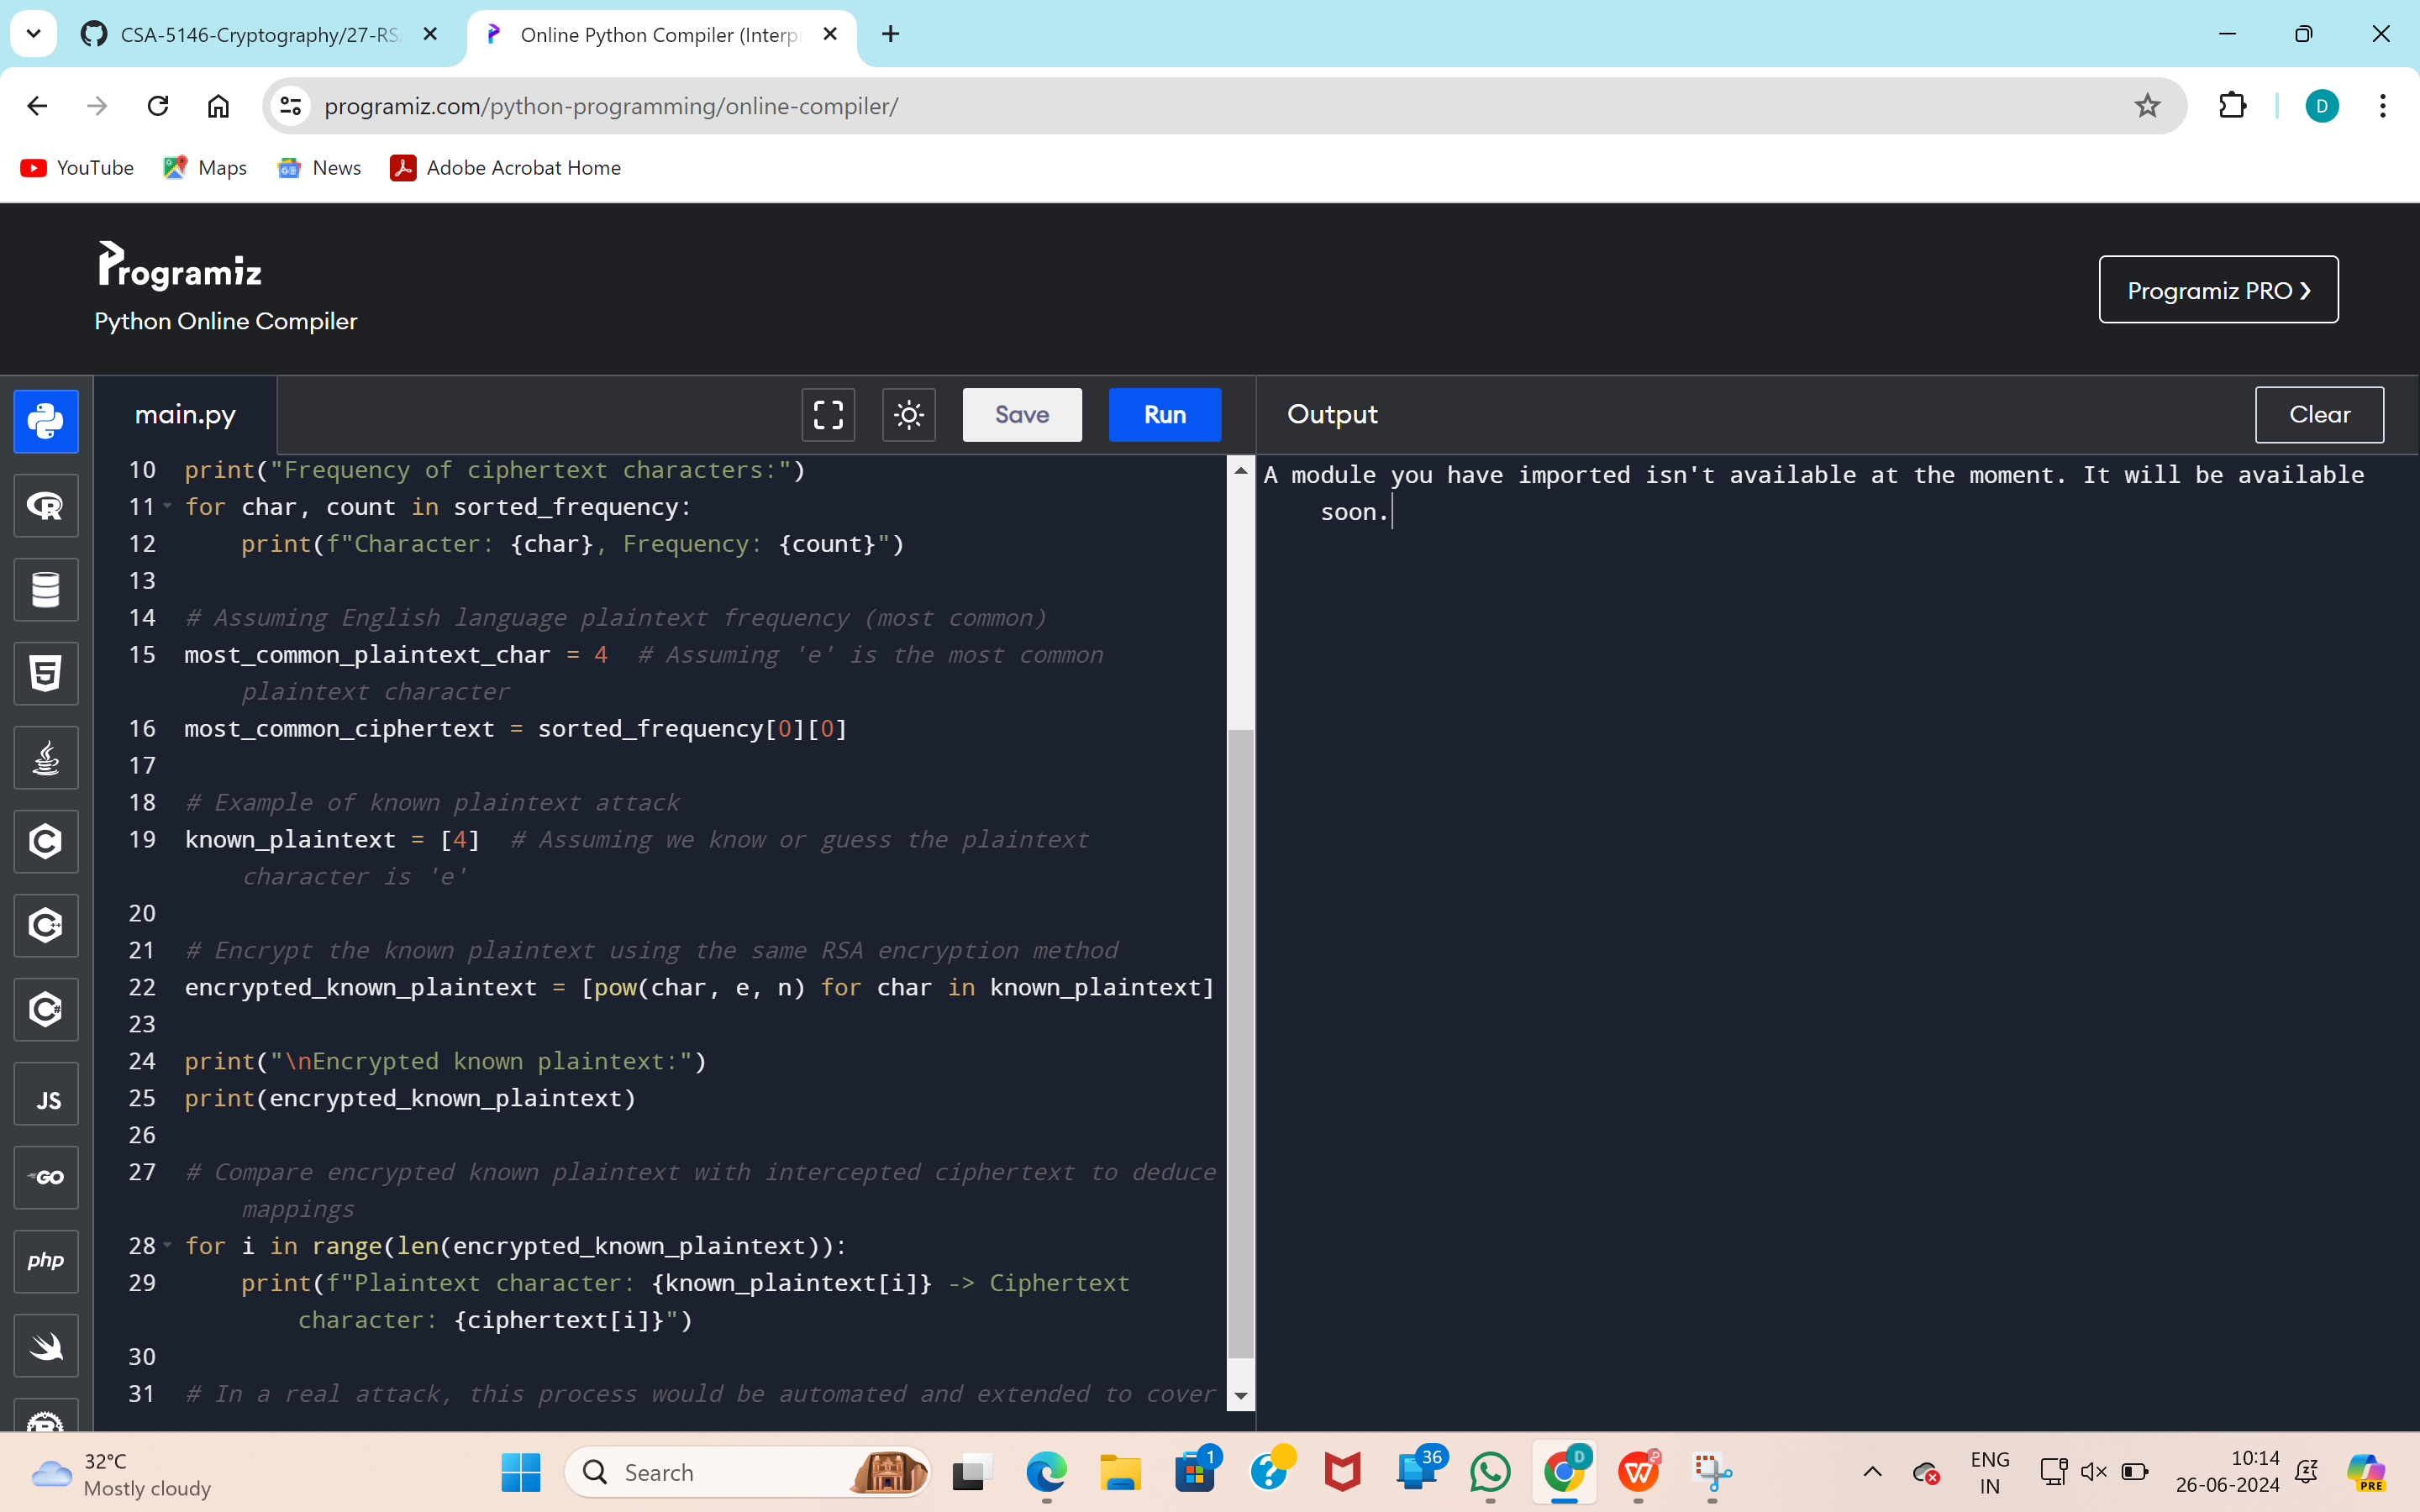 CSA-5146-Cryptography/27-RS
Online Python Compiler (Interp
programiz.com/python-programming/online-compiler/
D
YouTube
Maps
News
Adobe Acrobat Home
Programiz
Python Online Compiler
Programiz PRO ❯
main.py
Save
Run
Output
Clear
10 print("Frequency of ciphertext characters:")
11 for char, count in sorted_frequency:
12 print(f"Character: {char}, Frequency: {count}")
13
14 # Assuming English language plaintext frequency (most common)
15 most_common_plaintext_char = 4 # Assuming 'e' is the most common
plaintext character
16 most_common_ciphertext = sorted_frequency[0][0]
17
18 # Example of known plaintext attack
19 known_plaintext = [4] # Assuming we know or guess the plaintext
character is 'e'
20
21 # Encrypt the known plaintext using the same RSA encryption method
22 encrypted_known_plaintext = [pow(char, e, n) for char in known_plaintext]
23
24 print("\nEncrypted known plaintext:")
25 print(encrypted_known_plaintext)
26
27 # Compare encrypted known plaintext with intercepted ciphertext to deduce
mappings
28 for i in range(len(encrypted_known_plaintext)):
29 print(f"Plaintext character: {known_plaintext[i]} -> Ciphertext
character: {ciphertext[i]}")
30
31 # In a real attack, this process would be automated and extended to cover
A module you have imported isn't available at the moment. It will be available
soon.
R
5
C
C++
C#
JS
GO
php
32°C
Mostly cloudy
Search
1
36
D
W
ENG
IN
10:14
26-06-2024
PRE